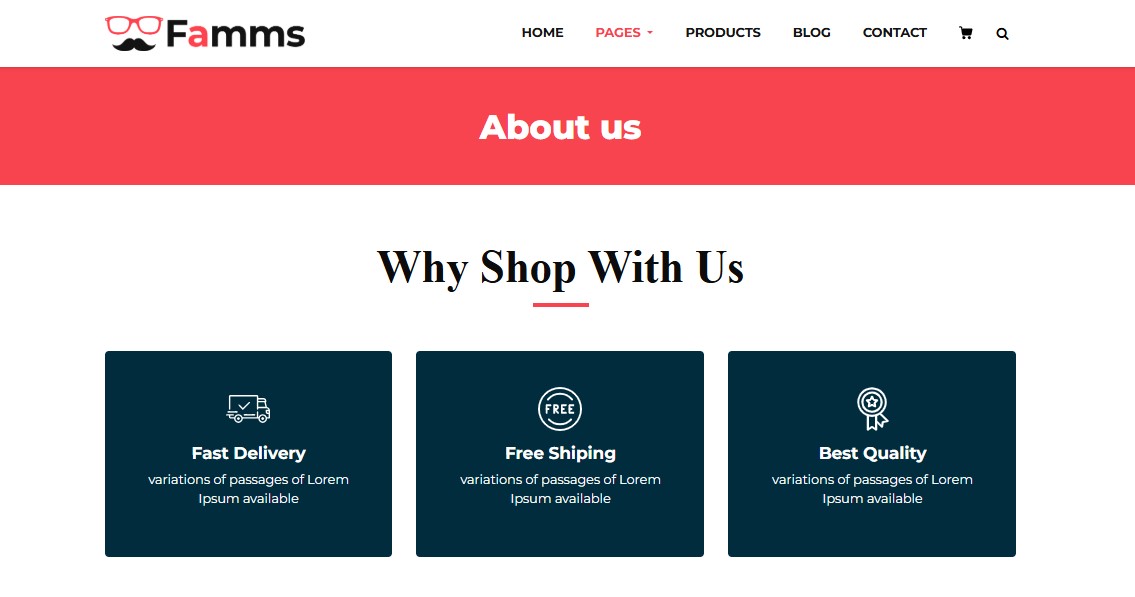 Famms
HOME PAGES PRODUCTS BLOG CONTACT
About us
Why Shop With Us
FREE
Fast Delivery
variations of passages of Lorem
Ipsum available
Free Shiping
variations of passages of Lorem
Ipsum available
Best Quality
variations of passages of Lorem
Ipsum available